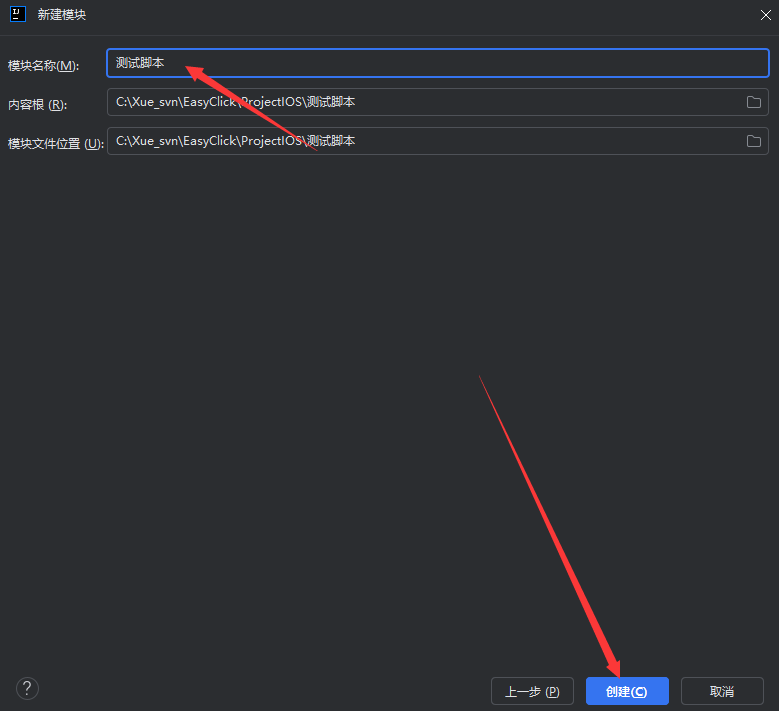 新建模块
模块名称(M): 测试脚本
内容根 (R): C:\Xue_svn\EasyClick\ProjectIOS\测试脚本
模块文件位置 (U): C:\Xue_svn\EasyClick\ProjectIOS\测试脚本
? 上一步 (P) 创建(C) 取消